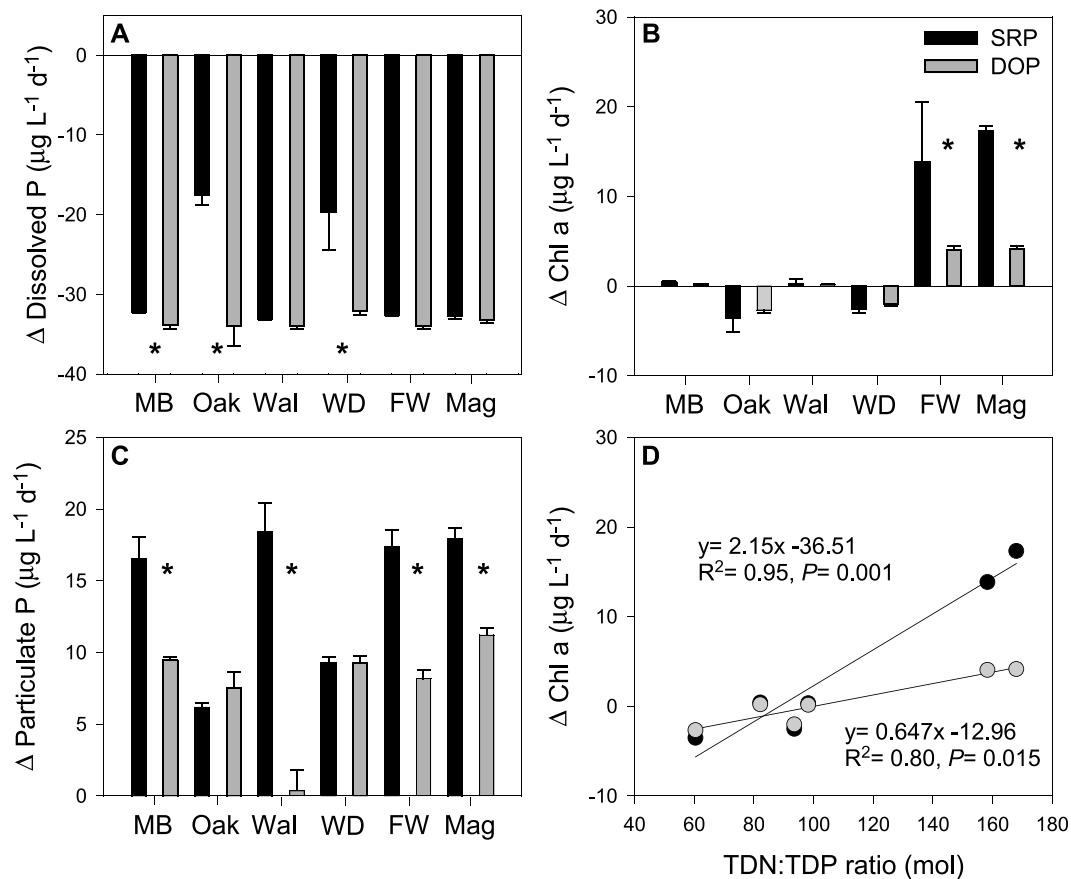 A
Δ Dissolved P (µg L⁻¹ d⁻¹)
0
-10
-20
-30
-40
* * *
MB Oak Wal WD FW Mag
B
SRP
DOP
Δ Chl a (µg L⁻¹ d⁻¹)
30
20
10
0
-10
* *
MB Oak Wal WD FW Mag
C
Δ Particulate P (µg L⁻¹ d⁻¹)
25
20
15
10
5
0
* * * *
MB Oak Wal WD FW Mag
D
Δ Chl a (µg L⁻¹ d⁻¹)
30
20
10
0
-10
y= 2.15x -36.51
R²= 0.95, P= 0.001
y= 0.647x -12.96
R²= 0.80, P= 0.015
40 60 80 100 120 140 160 180
TDN:TDP ratio (mol)